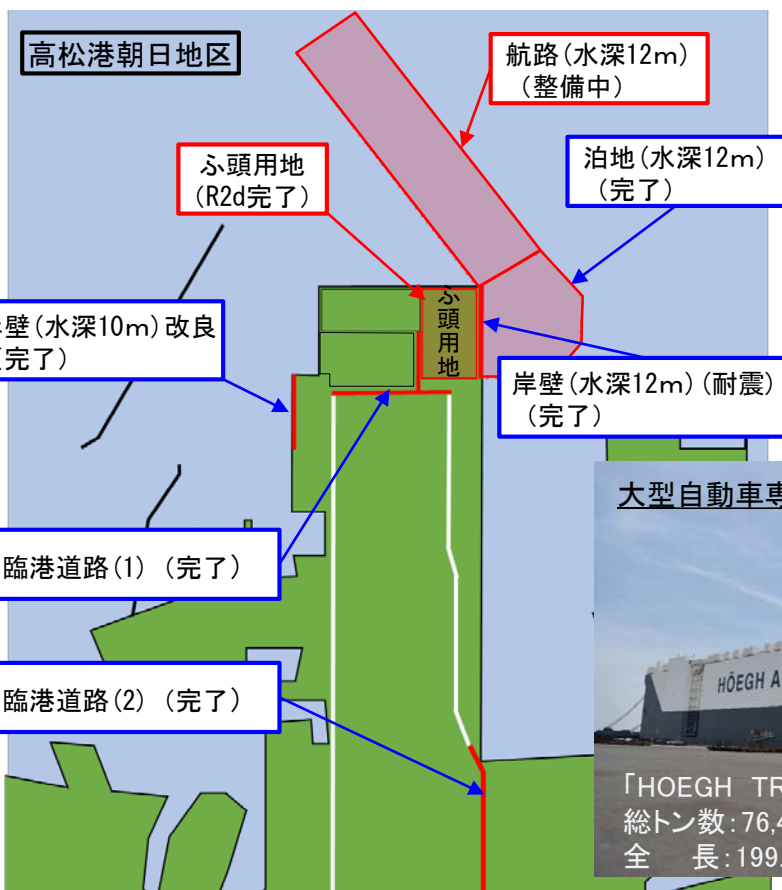 高松港朝日地区
航路(水深12m)
(整備中)
ふ頭用地
(R2d完了)
泊地(水深12m)
(完了)
ふ頭用地
壁(水深10m)改良
完了)
岸壁(水深12m)(耐震)
(完了)
大型自動車専
臨港道路(1) (完了)
HÖEGH A
臨港道路(2) (完了)
「HOEGH TR
総トン数:76,4
全 長:199.